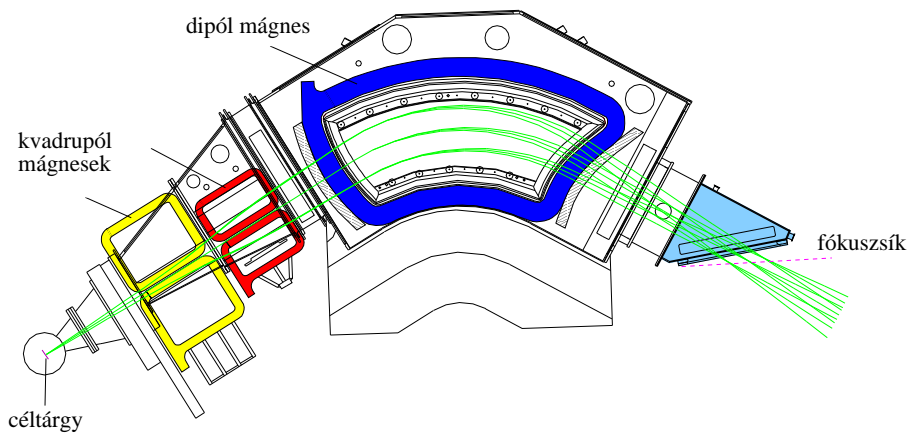 dipól mágnes
kvadrupól
mágnesek
fókuszsík
céltárgy